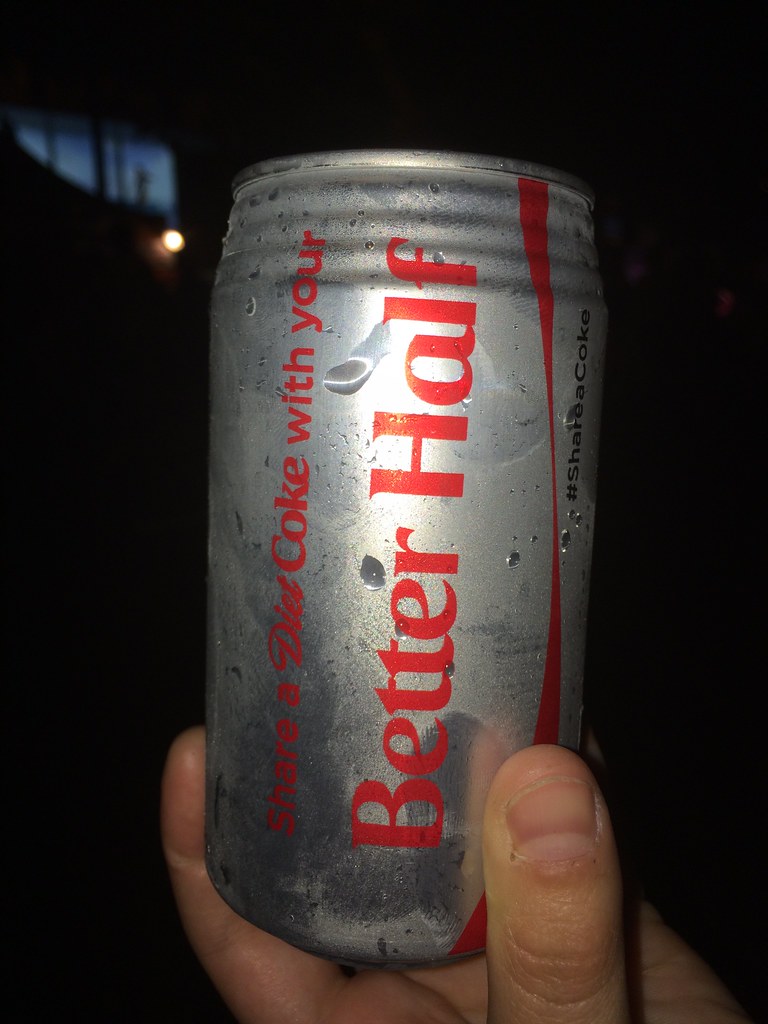 Share a Diet Coke with your
Better Half
#ShareaCoke